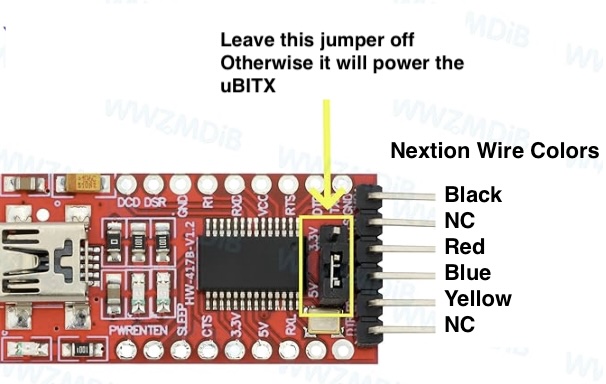 Leave this jumper off
Otherwise it will power the
uBITX
Nextion Wire Colors
Black
NC
Red
Blue
Yellow
NC
DCD DSR GND RI RXD VCC RTS
3.3V
5V
HW-417B-V1.2
PWRENTEN SLEEP CTS 3.3V 5V RXL
WWZMDiB